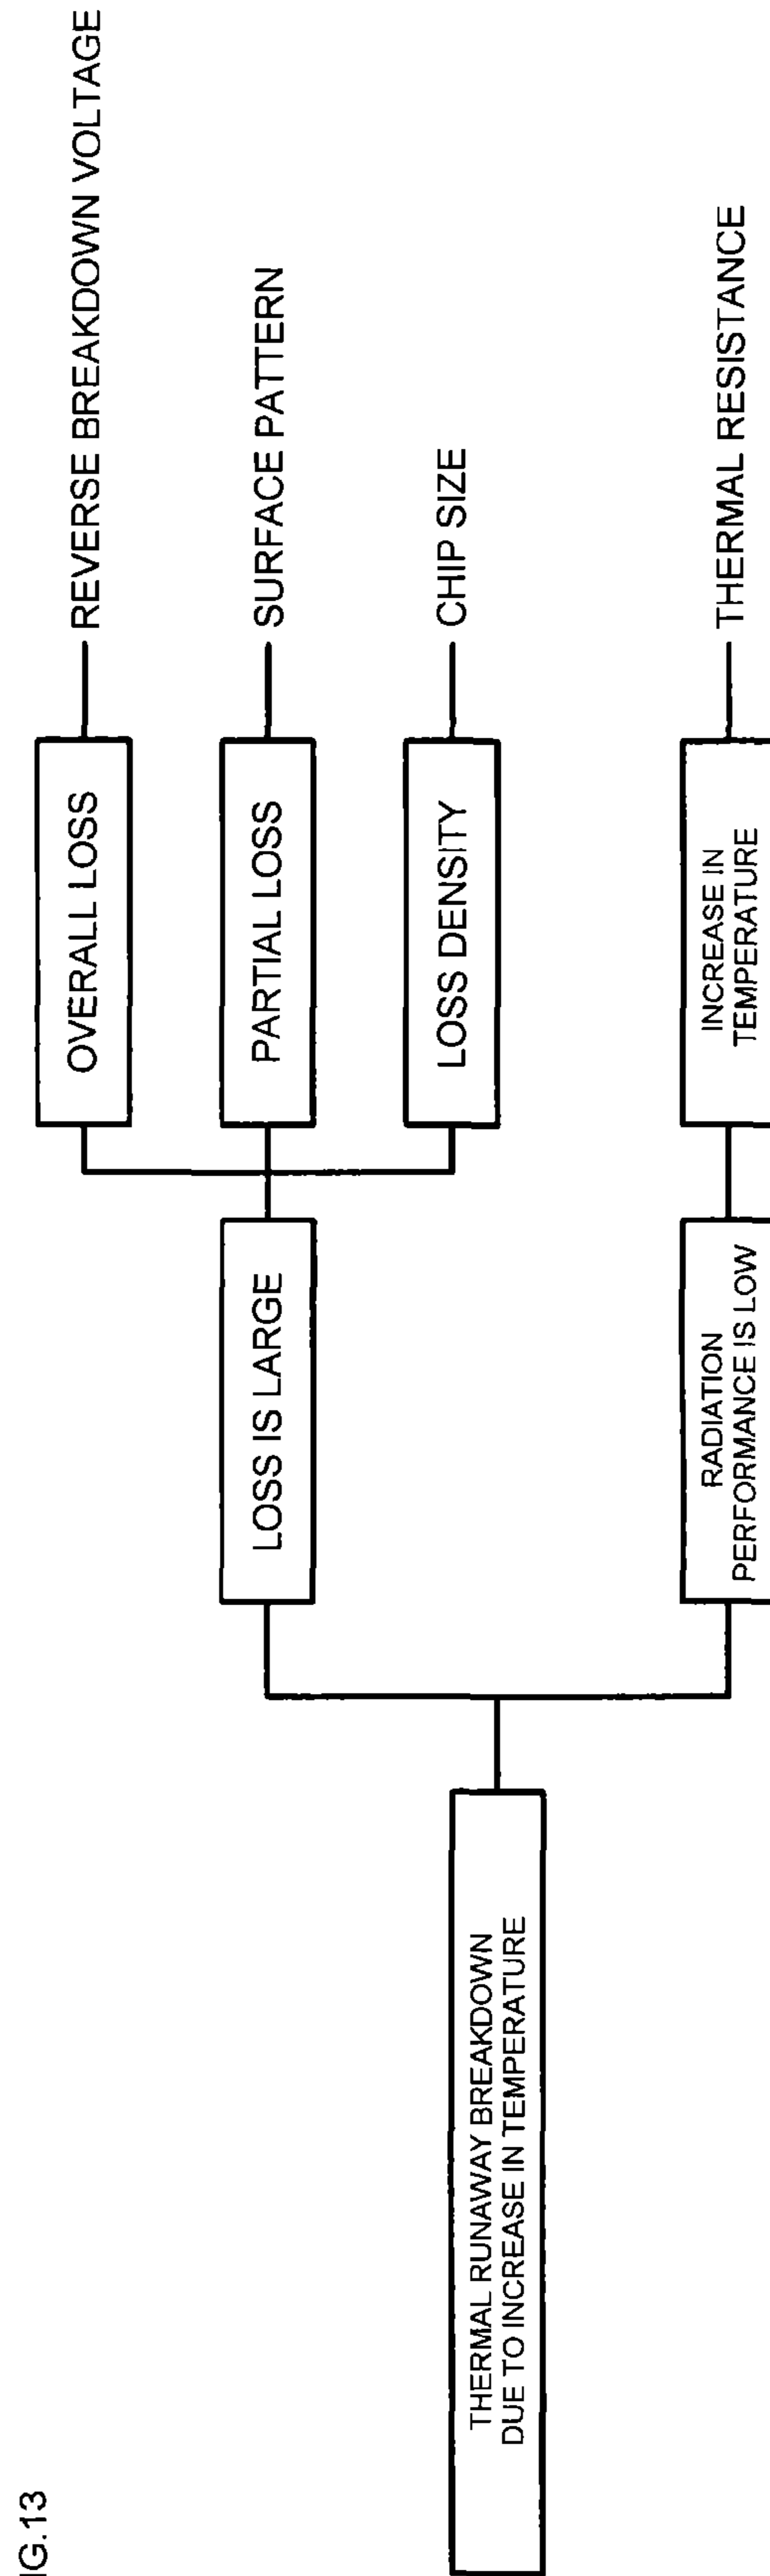 NG.13
THERMAL RUNAWAY BREAKDOWN
DUE TO INCREASE IN TEMPERATURE
LOSS IS LARGE
OVERALL LOSS
REVERSE BREAKDOWN VOLTAGE
PARTIAL LOSS
SURFACE PATTERN
LOSS DENSITY
CHIP SIZE
RADIATION
PERFORMANCE IS LOW
INCREASE IN
TEMPERATURE
THERMAL RESISTANCE